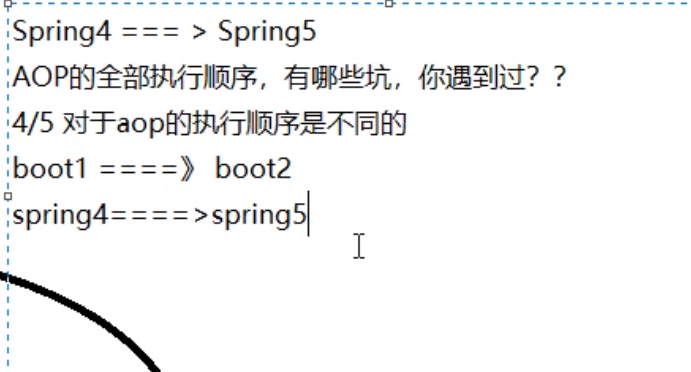 Spring4 === > Spring5
AOP的全部执行顺序，有哪些坑，你遇到过？？
4/5 对于aop的执行顺序是不同的
boot1 ====》 boot2
spring4====>spring5